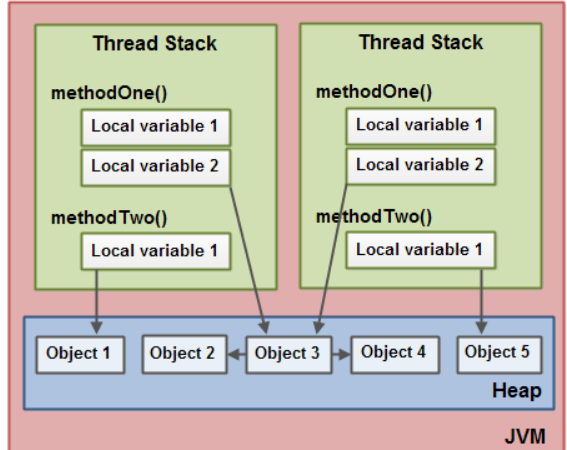 Thread Stack
methodOne()
Local variable 1
Local variable 2
methodTwo()
Local variable 1
Thread Stack
methodOne()
Local variable 1
Local variable 2
methodTwo()
Local variable 1
Object 1
Object 2
Object 3
Object 4
Object 5
Heap
JVM